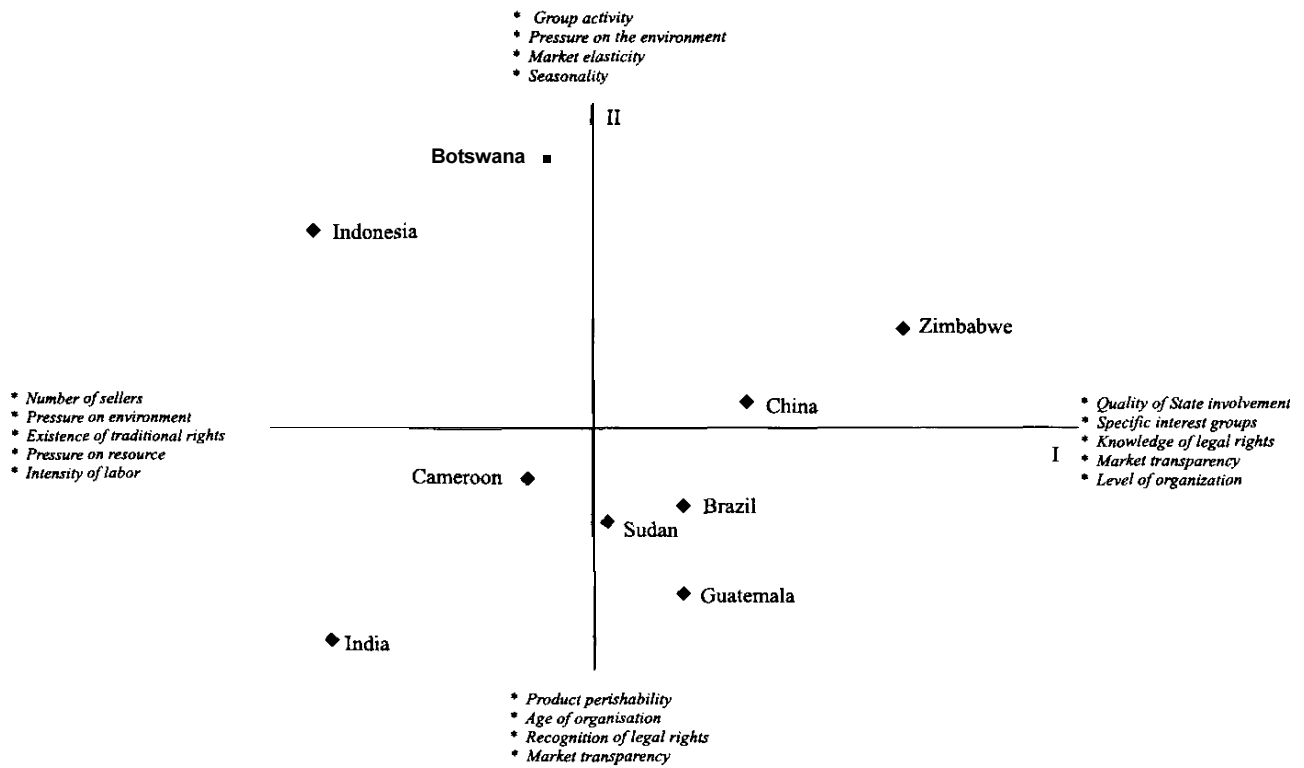 * Group activity
* Pressure on the environment
* Market elasticity
* Seasonality
II
Botswana
Indonesia
Zimbabwe
China
* Number of sellers
* Pressure on environment
* Existence of traditional rights
* Pressure on resource
* Intensity of labor
* Quality of State involvement
* Specific interest groups
* Knowledge of legal rights
* Market transparency
* Level of organization
I
Cameroon
Brazil
Sudan
Guatemala
India
* Product perishability
* Age of organisation
* Recognition of legal rights
* Market transparency